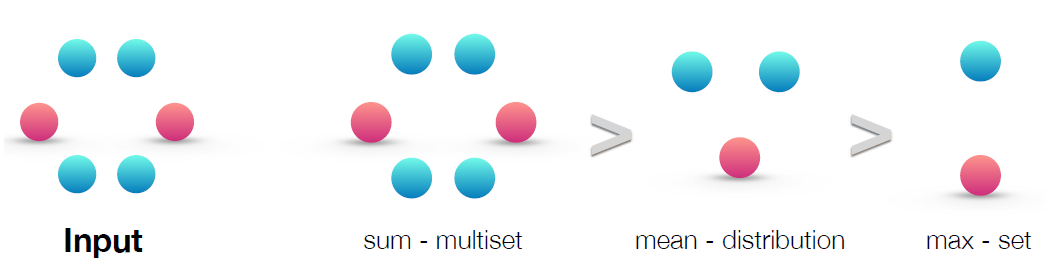 > >
Input sum - multiset mean - distribution max - set